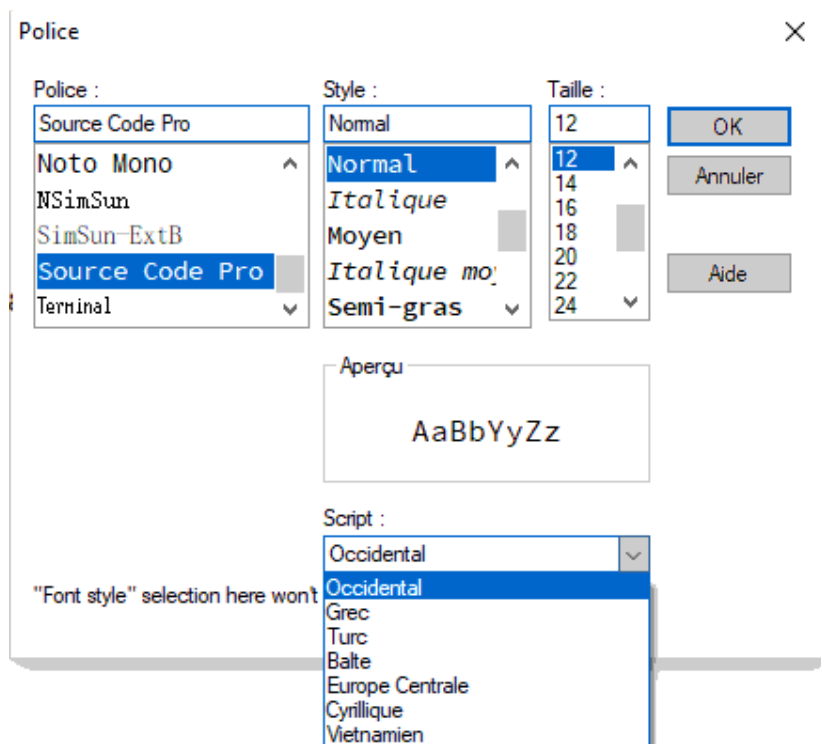 Police
Police :
Style :
Taille :
Source Code Pro
Normal
12
OK
Annuler
Aide
Noto Mono
NSimSun
SimSun-ExtB
Source Code Pro
Terminal
Normal
Italique
Moyen
Italique mo
Semi-gras
12
14
16
18
20
22
24
Aperçu
AaBbYyZz
Script :
Occidental
"Font style" selection here won't
Occidental
Grec
Turc
Balte
Europe Centrale
Cyrillique
Vietnamien